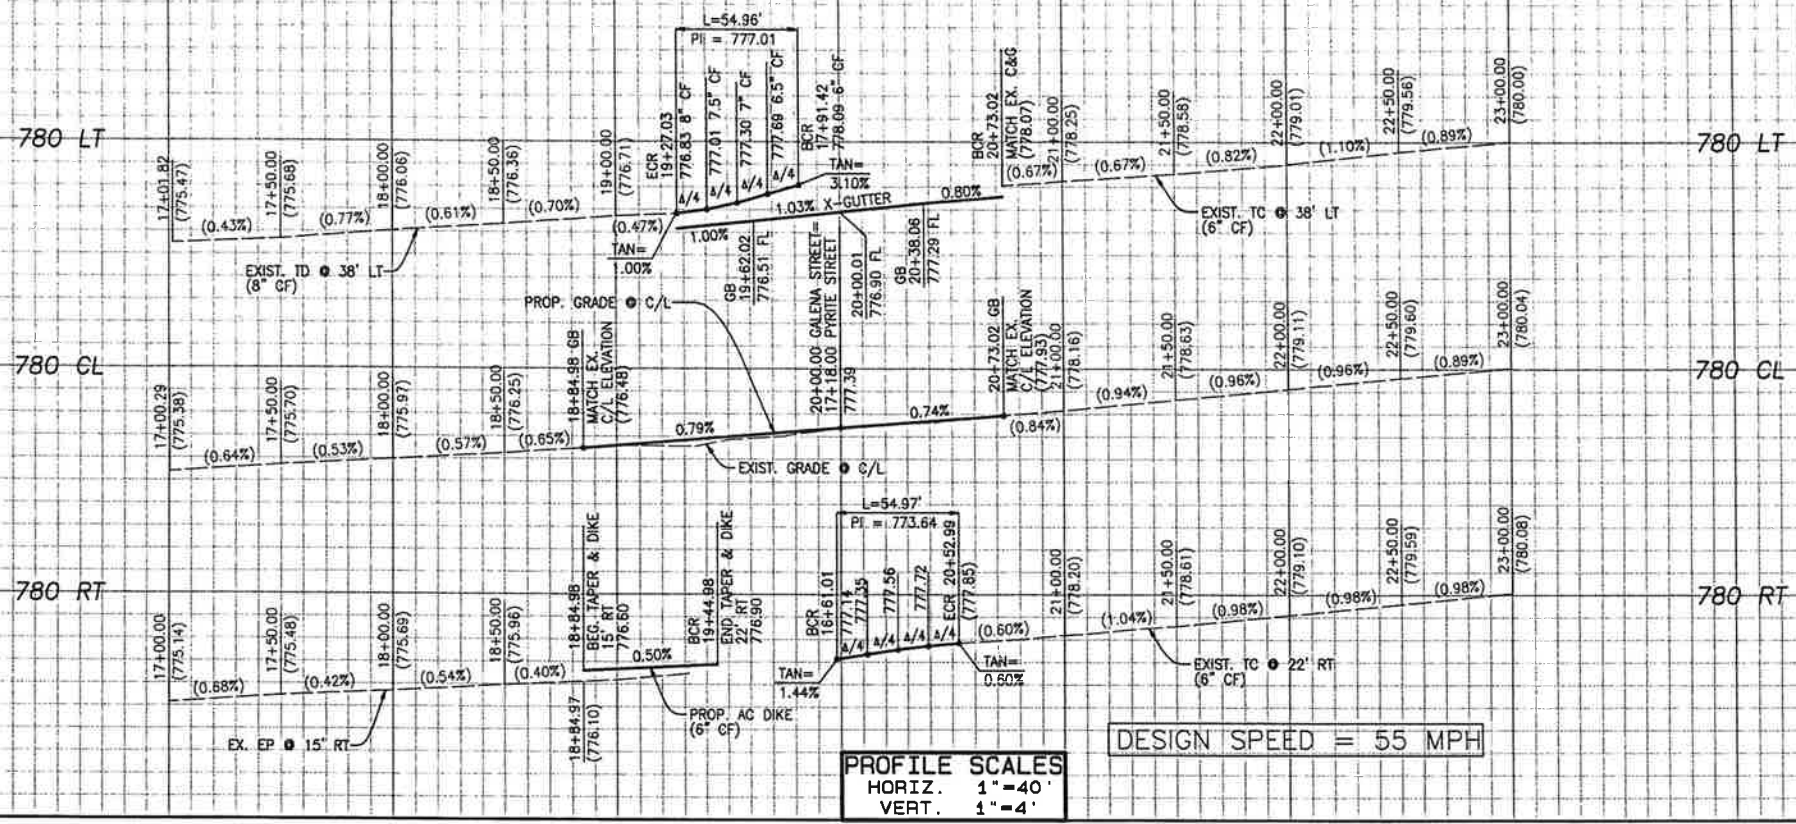 L=54.96'
PI = 777.01
780 LT
17+01.82
(775.47)
(0.43%)
17+50.00
(775.68)
(0.77%)
18+00.00
(776.06)
(0.61%)
18+50.00
(776.36)
(0.70%)
19+00.00
(776.71)
(0.47%)
ECR
19+27.03
776.83 8" CF
777.01 7.5" CF
777.30 7" CF
777.69 6.5" CF
BCR
17+91.42
778.09 6" CF
Δ/4
Δ/4
Δ/4
Δ/4
TAN=
3.10%
TAN=
1.00%
1.00%
1.03% X-GUTTER
0.80%
BCR
20+73.02
MATCH EX. C&G
(778.07)
(0.67%)
21+00.00
(778.25)
(0.67%)
21+50.00
(778.58)
(0.82%)
22+00.00
(779.01)
(1.10%)
22+50.00
(779.56)
(0.89%)
23+00.00
(780.00)
780 LT
EXIST. TD @ 38' LT
(8" CF)
EXIST. TC @ 38' LT
(6" CF)
GB
19+62.02
776.51 FL
20+00.01
776.90 FL
GB
20+38.06
777.29 FL
PROP. GRADE @ C/L
780 CL
17+00.29
(775.38)
(0.64%)
17+50.00
(775.70)
(0.53%)
18+00.00
(775.97)
(0.57%)
18+50.00
(776.25)
(0.65%)
18+84.98 GB
MATCH EX.
C/L ELEVATION
(776.48)
0.79%
20+00.00 GALENA STREET=
17+18.00 PYRITE STREET
777.39
0.74%
20+73.02 GB
MATCH EX.
C/L ELEVATION
(777.93)
(0.84%)
21+00.00
(778.16)
(0.94%)
21+50.00
(778.63)
(0.96%)
22+00.00
(779.11)
(0.96%)
22+50.00
(779.60)
(0.89%)
23+00.00
(780.04)
780 CL
EXIST. GRADE @ C/L
L=54.97'
PI = 773.64
780 RT
17+00.00
(775.14)
(0.68%)
17+50.00
(775.48)
(0.42%)
18+00.00
(775.69)
(0.54%)
18+50.00
(775.96)
(0.40%)
18+84.98
BEG. TAPER & DIKE
15' RT
776.60
0.50%
BCR
19+44.98
END TAPER & DIKE
22' RT
776.90
BCR
16+61.01
777.14
777.35
777.56
777.72
ECR 20+52.99
(777.85)
Δ/4
Δ/4
Δ/4
Δ/4
TAN=
1.44%
TAN=
0.60%
(0.60%)
21+00.00
(778.20)
(1.04%)
21+50.00
(778.61)
(0.98%)
22+00.00
(779.10)
(0.98%)
22+50.00
(779.59)
(0.98%)
23+00.00
(780.08)
780 RT
EX. EP @ 15' RT
18+84.97
(776.10)
PROP. AC DIKE
(6" CF)
EXIST. TC @ 22' RT
(6" CF)
DESIGN SPEED = 55 MPH
PROFILE SCALES
HORIZ. 1"=40'
VERT. 1"=4'